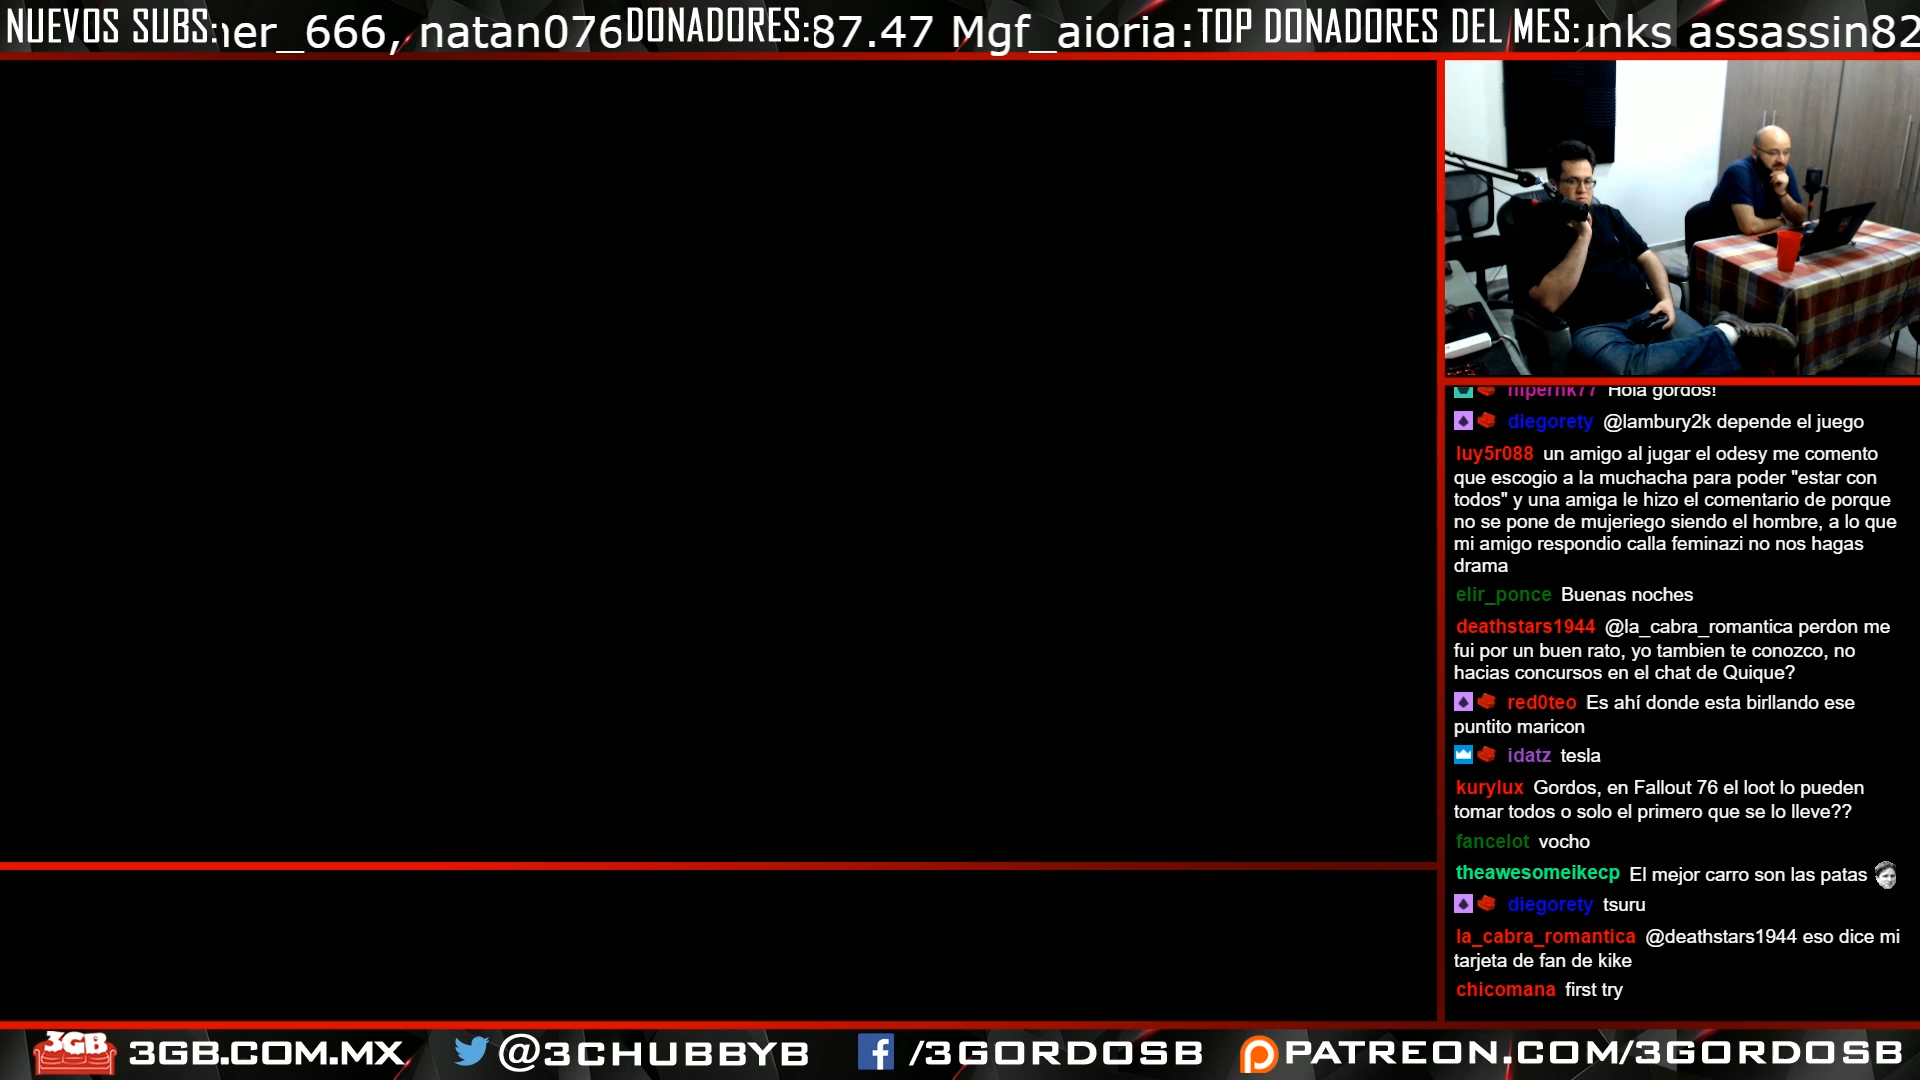 NUEVOS SUBS:
ner_666, natan076
DONADORES:
87.47 Mgf_aioria:
TOP DONADORES DEL MES:
unks assassin82
Hola gordos!
diegorety @lambury2k depende el juego
luy5r088 un amigo al jugar el odesy me comento
que escogio a la muchacha para poder "estar con
todos" y una amiga le hizo el comentario de porque
no se pone de mujeriego siendo el hombre, a lo que
mi amigo respondio calla feminazi no nos hagas
drama
elir_ponce Buenas noches
deathstars1944 @la_cabra_romantica perdon me
fui por un buen rato, yo tambien te conozco, no
hacias concursos en el chat de Quique?
red0teo Es ahí donde esta birllando ese
puntito maricon
idatz tesla
kurylux Gordos, en Fallout 76 el loot lo pueden
tomar todos o solo el primero que se lo lleve??
fancelot vocho
theawesomeikecp El mejor carro son las patas
diegorety tsuru
la_cabra_romantica @deathstars1944 eso dice mi
tarjeta de fan de kike
chicomana first try
3GB
3GB.COM.MX
@3CHUBBYB
/3GORDOSB
PATREON.COM/3GORDOSB